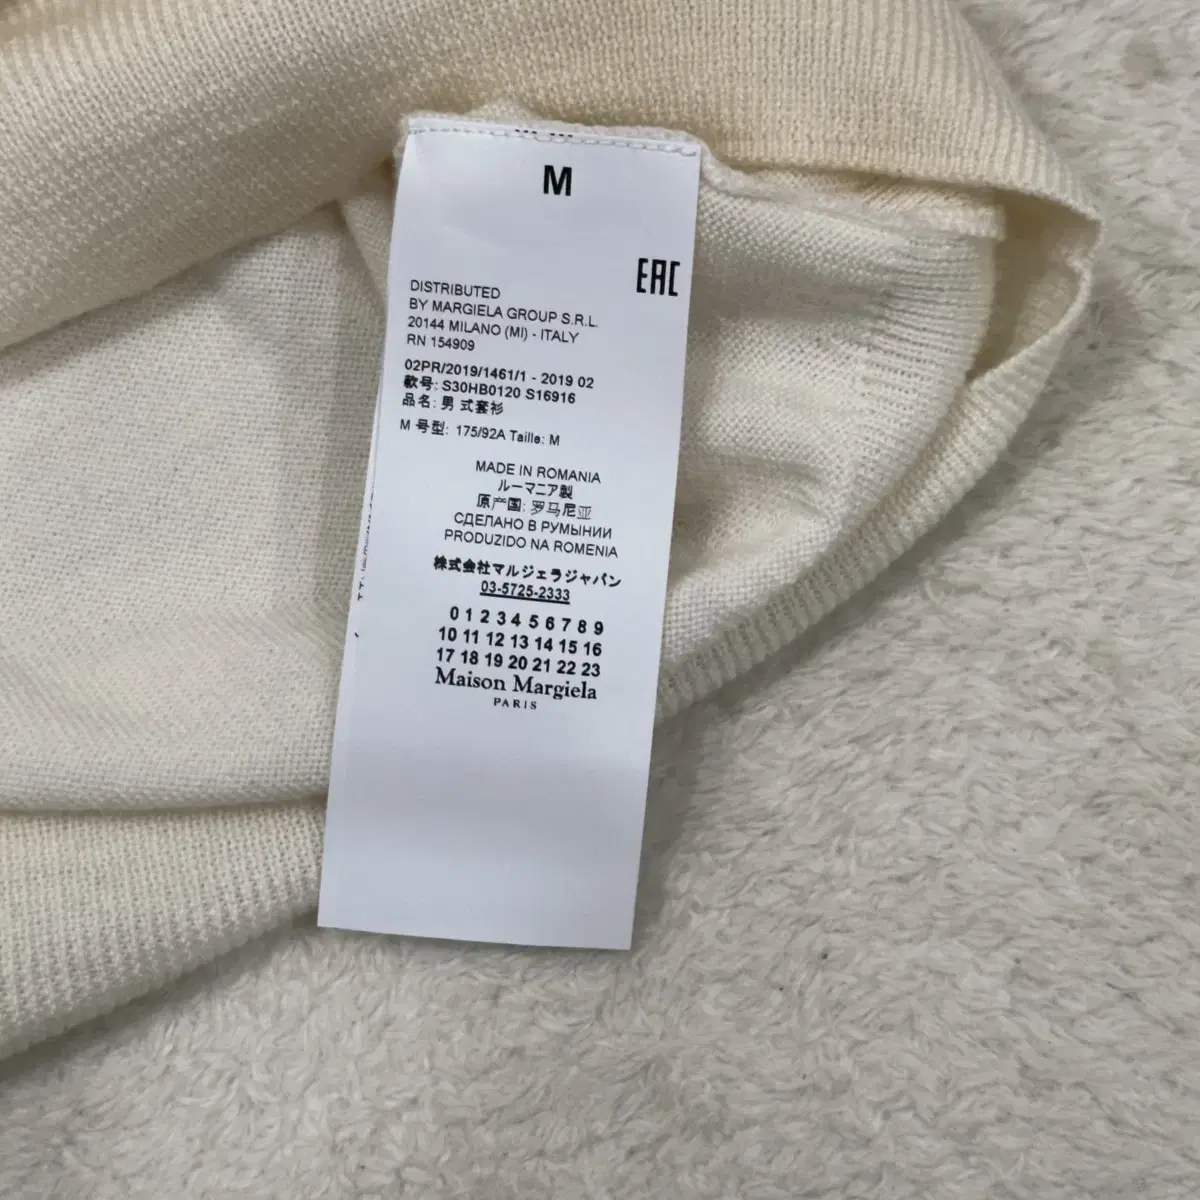 M
EAC
DISTRIBUTED
BY MARGIELA GROUP S.R.L.
20144 MILANO (MI) - ITALY
RN 154909
02PR/2019/1461/1 - 2019 02
款号: S30HB0120 S16916
品名: 男 式套衫
M 号型: 175/92A Taille: M
MADE IN ROMANIA
ルーマニア製
原产国: 罗马尼亚
СДЕЛАНО В РУМЫНИИ
PRODUZIDO NA ROMENIA
株式会社マルジェラジャパン
03-5725-2333
0 1 2 3 4 5 6 7 8 9
10 11 12 13 14 15 16
17 18 19 20 21 22 23
Maison Margiela
PARIS